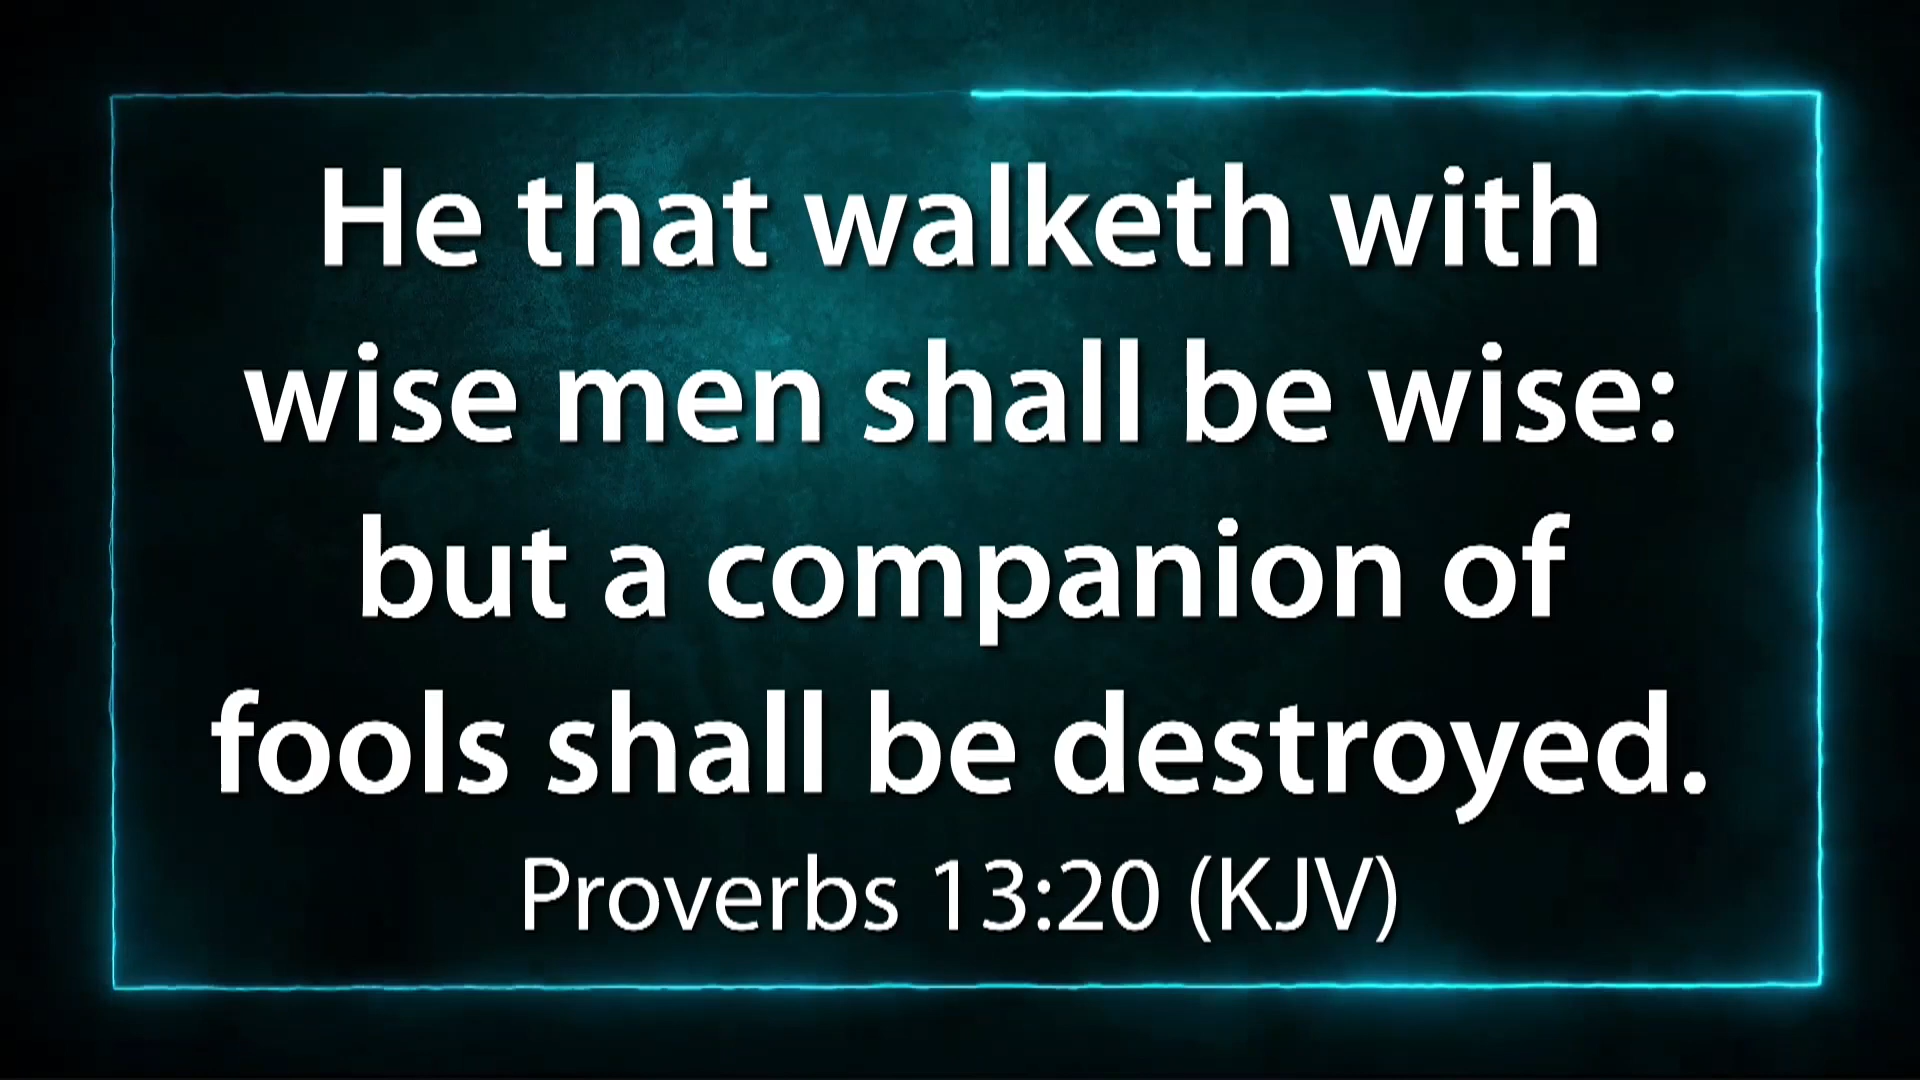 He that walketh with
wise men shall be wise:
but a companion of
fools shall be destroyed.
Proverbs 13:20 (KJV)